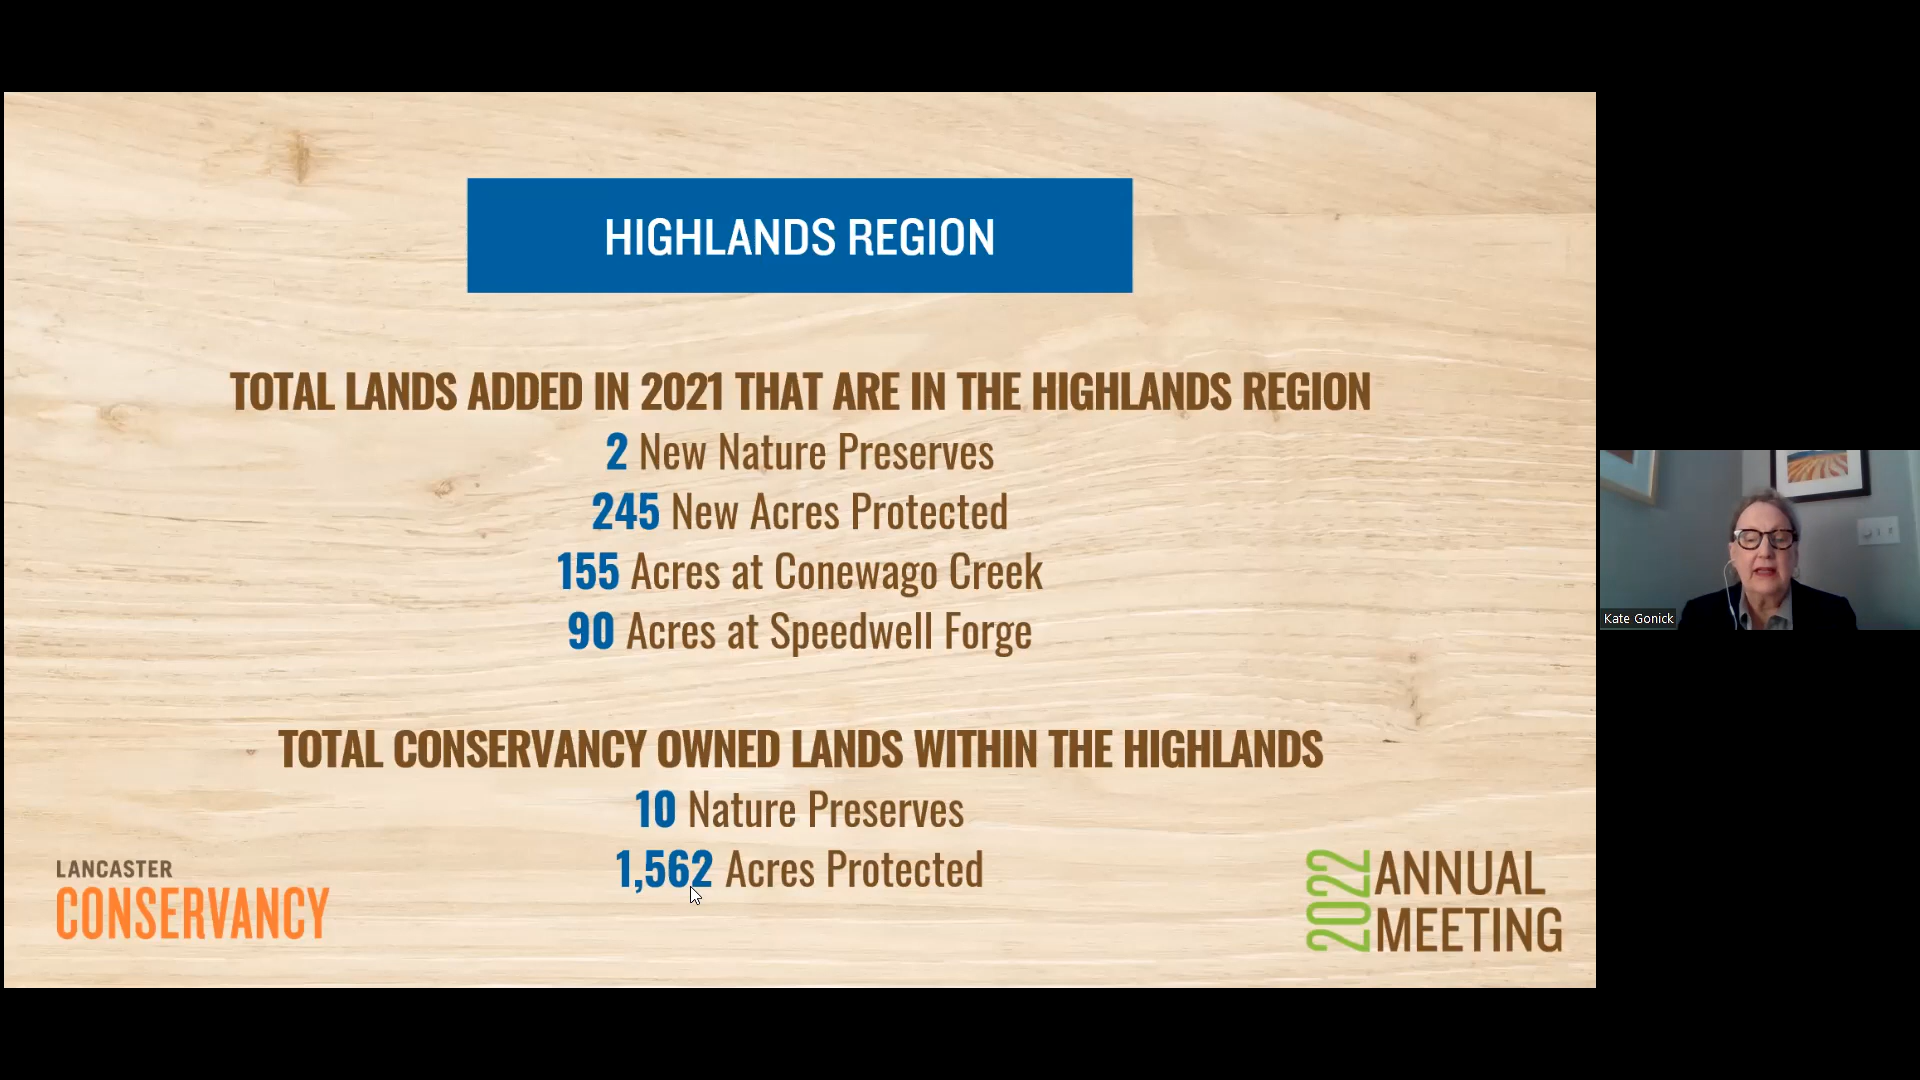 HIGHLANDS REGION
TOTAL LANDS ADDED IN 2021 THAT ARE IN THE HIGHLANDS REGION
2 New Nature Preserves
245 New Acres Protected
155 Acres at Conewago Creek
90 Acres at Speedwell Forge
TOTAL CONSERVANCY OWNED LANDS WITHIN THE HIGHLANDS
10 Nature Preserves
1,562 Acres Protected
LANCASTER
CONSERVANCY
2022
ANNUAL
MEETING
Kate Gonick